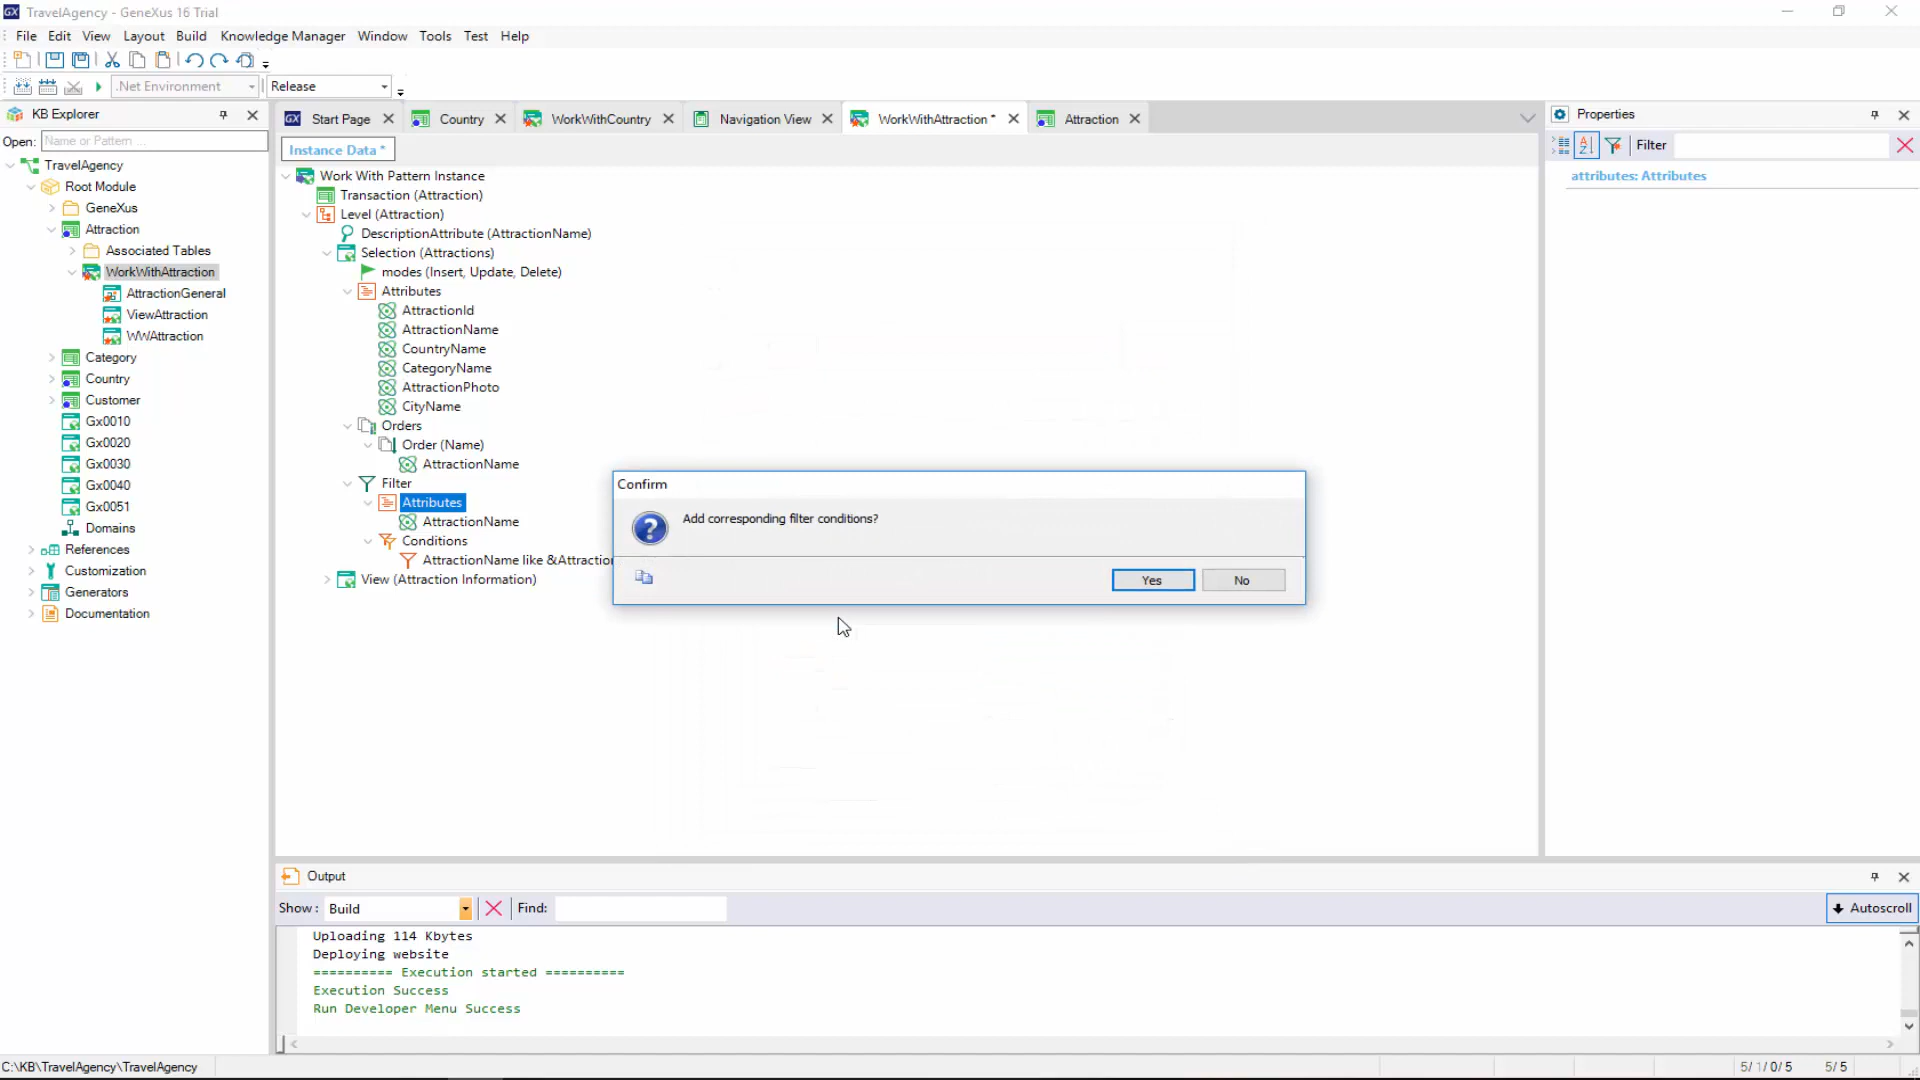 TravelAgency - GeneXus 16 Trial
File Edit View Layout Build Knowledge Manager Window Tools Test Help
.Net Environment Release
KB Explorer
Open: Name or Pattern ...
TravelAgency
Root Module
GeneXus
Attraction
Associated Tables
WorkWithAttraction
AttractionGeneral
ViewAttraction
WWAttraction
Category
Country
Customer
Gx0010
Gx0020
Gx0030
Gx0040
Gx0051
Domains
References
Customization
Generators
Documentation
Start Page Country WorkWithCountry Navigation View WorkWithAttraction * Attraction
Instance Data *
Work With Pattern Instance
Transaction (Attraction)
Level (Attraction)
DescriptionAttribute (AttractionName)
Selection (Attractions)
modes (Insert, Update, Delete)
Attributes
AttractionId
AttractionName
CountryName
CategoryName
AttractionPhoto
CityName
Orders
Order (Name)
AttractionName
Filter
Attributes
AttractionName
Conditions
AttractionName like &Attraction
View (Attraction Information)
Confirm
Add corresponding filter conditions?
Yes No
Properties
Filter
attributes: Attributes
Output
Show : Build Find: Autoscroll
Uploading 114 Kbytes
Deploying website
========== Execution started ==========
Execution Success
Run Developer Menu Success
C:\KB\TravelAgency\TravelAgency 5/ 1/ 0/ 5 5/ 5